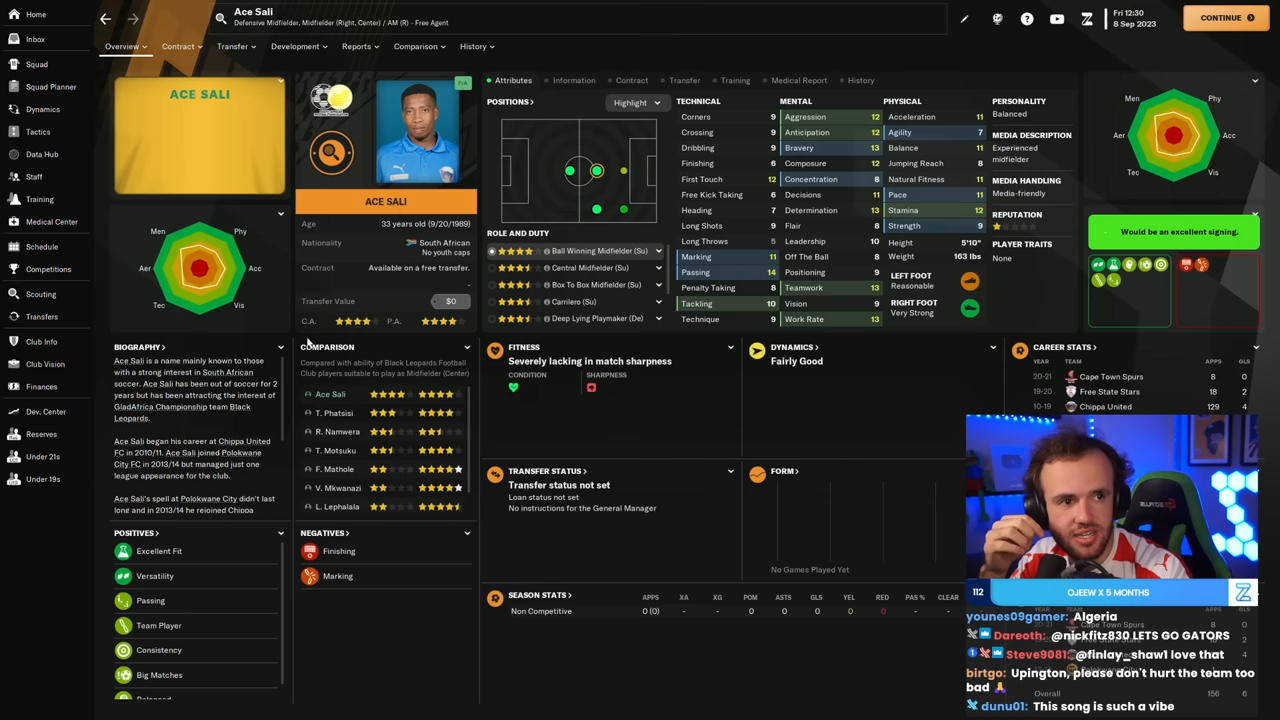 Home
Inbox
Squad
Squad Planner
Dynamics
Tactics
Data Hub
Staff
Training
Medical Center
Schedule
Competitions
Scouting
Transfers
Club Info
Club Vision
Finances
Dev. Center
Reserves
Under 21s
Under 19s
Ace Sali
Defensive Midfielder, Midfielder (Right, Center) / AM (R) - Free Agent
Fri 12:30
8 Sep 2023
CONTINUE
Overview
Contract
Transfer
Development
Reports
Comparison
History
ACE SALI
Men Phy
Aer Acc
Tec Vis
F/A
ACE SALI
Age 33 years old (9/20/1989)
Nationality South African
No youth caps
Contract Available on a free transfer.
-
Transfer Value $0
C.A. P.A.
Attributes
Information
Contract
Transfer
Training
Medical Report
History
POSITIONS
Highlight
ROLE AND DUTY
Ball Winning Midfielder (Su)
Central Midfielder (Su)
Box To Box Midfielder (Su)
Carrilero (Su)
Deep Lying Playmaker (De)
TECHNICAL
Corners 9
Crossing 9
Dribbling 9
Finishing 6
First Touch 12
Free Kick Taking 6
Heading 7
Long Shots 9
Long Throws 5
Marking 11
Passing 14
Penalty Taking 8
Tackling 10
Technique 9
MENTAL
Aggression 12
Anticipation 12
Bravery 13
Composure 12
Concentration 8
Decisions 11
Determination 13
Flair 8
Leadership 10
Off The Ball 8
Positioning 9
Teamwork 13
Vision 9
Work Rate 13
PHYSICAL
Acceleration 11
Agility 7
Balance 11
Jumping Reach 8
Natural Fitness 11
Pace 11
Stamina 12
Strength 9
Height 5'10"
Weight 163 lbs
LEFT FOOT
Reasonable
RIGHT FOOT
Very Strong
PERSONALITY
Balanced
MEDIA DESCRIPTION
Experienced
midfielder
MEDIA HANDLING
Media-friendly
REPUTATION
PLAYER TRAITS
None
Men Phy
Aer Acc
Tec Vis
- Would be an excellent signing.
BIOGRAPHY
Ace Sali is a name mainly known to those
with a strong interest in South African
soccer. Ace Sali has been out of soccer for 2
years but has been attracting the interest of
GladAfrica Championship team Black
Leopards.
Ace Sali began his career at Chippa United
FC in 2010/11. Ace Sali joined Polokwane
City FC in 2013/14 but managed just one
league appearance for the club.
Ace Sali's spell at Polokwane City didn't last
long and in 2013/14 he rejoined Chippa
COMPARISON
Compared with ability of Black Leopards Football
Club players suitable to play as Midfielder (Center)
Ace Sali
T. Phatsisi
R. Namwera
T. Motsuku
F. Mathole
V. Mkwanazi
L. Lephalala
POSITIVES
Excellent Fit
Versatility
Passing
Team Player
Consistency
Big Matches
NEGATIVES
Finishing
Marking
FITNESS
Severely lacking in match sharpness
CONDITION SHARPNESS
DYNAMICS
Fairly Good
TRANSFER STATUS
Transfer status not set
Loan status not set
No instructions for the General Manager
FORM
No Games Played Yet
SEASON STATS APPS XA XG POM ASTS GLS YEL RED PAS % CLEAR
Non Competitive 0 (0) - - 0 0 0 0 0 - -
CAREER STATS
YEAR TEAM APPS GLS
20-21 Cape Town Spurs 8 0
19-20 Free State Stars 18 2
10-19 Chippa United 129 4
112 OJEEW X 5 MONTHS
younes09gamer: Algeria
Dareoth: @nickfitz830 LETS GO GATORS
Steve9081: @finlay_shaw1 love that
birtgo: Upington, please don't hurt the team too
bad 🙏
dunu01: This song is such a vibe
Overall 156 6